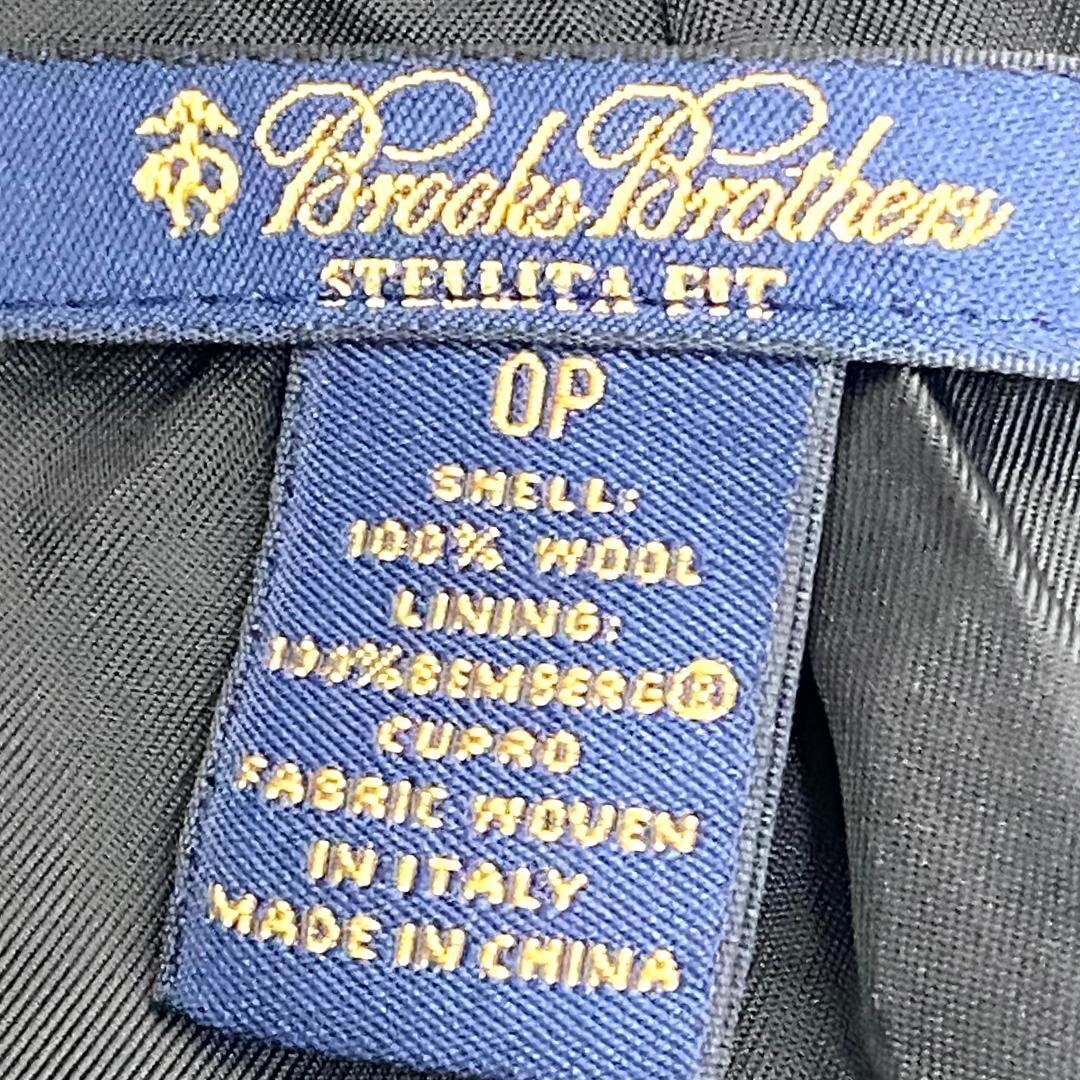 Brooks Brothers
STELLITA FIT
0P
SHELL:
100% WOOL
LINING:
100%BEMBERG®
CUPRO
FABRIC WOVEN
IN ITALY
MADE IN CHINA